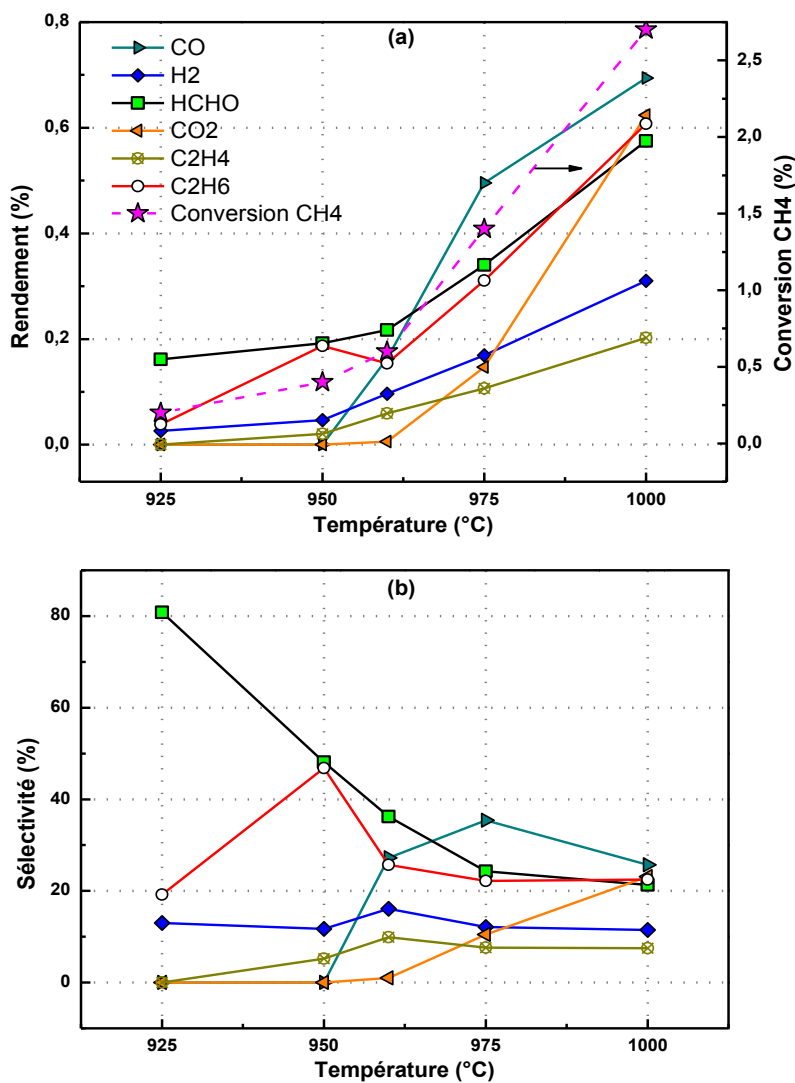 (a)
CO
H2
HCHO
CO2
C2H4
C2H6
Conversion CH4
0,8
0,6
0,4
0,2
0,0
Rendement (%)
2,5
2,0
1,5
1,0
0,5
0,0
Conversion CH4 (%)
925 950 975 1000
Température (°C)
(b)
80
60
40
20
0
Sélectivité (%)
925 950 975 1000
Température (°C)